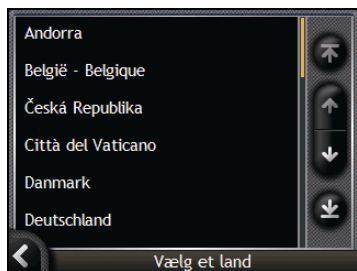 Andorra
België - Belgique
Česká Republika
Città del Vaticano
Danmark
Deutschland
Vælg et land